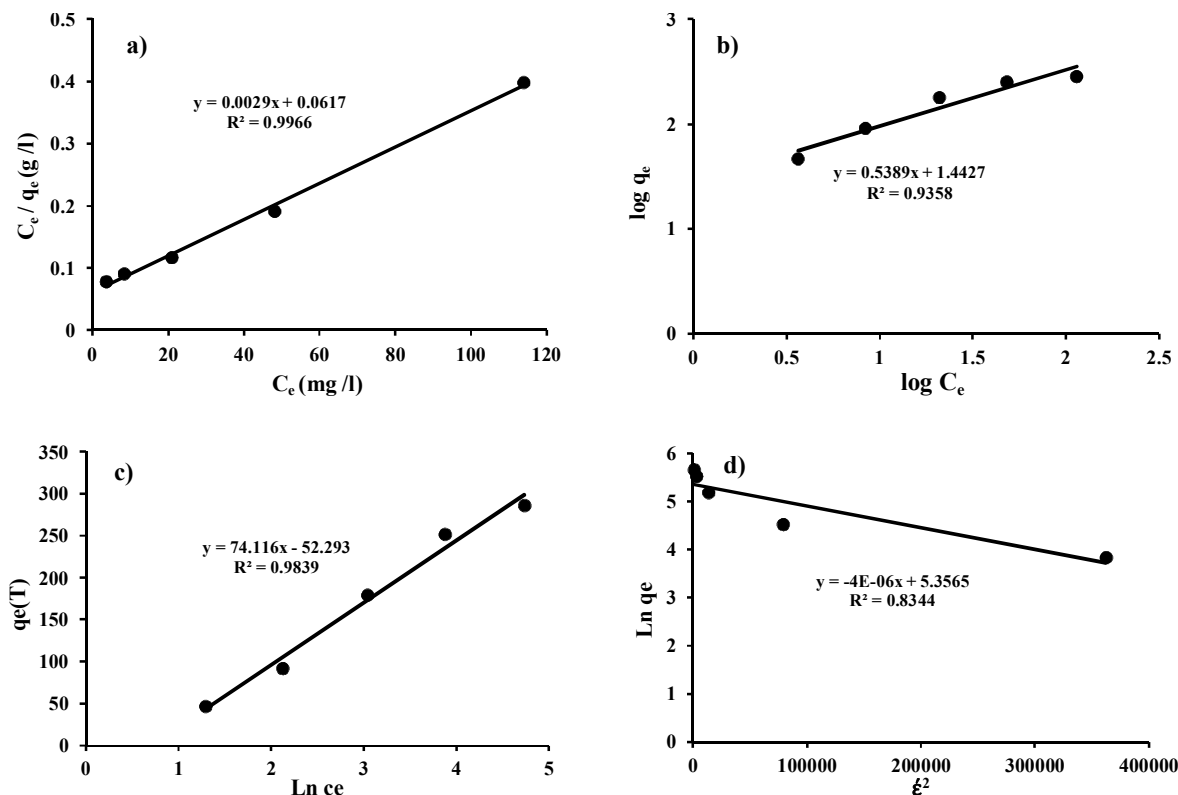 a)
0.5
0.4
0.3
0.2
0.1
0
y = 0.0029x + 0.0617
R² = 0.9966
C_e / q_e (g /l)
0 20 40 60 80 100 120
C_e (mg /l)
b)
3
2
1
0
y = 0.5389x + 1.4427
R² = 0.9358
log q_e
0 0.5 1 1.5 2 2.5
log C_e
c)
350
300
250
200
150
100
50
0
y = 74.116x - 52.293
R² = 0.9839
qe(T)
0 1 2 3 4 5
Ln ce
d)
6
5
4
3
2
1
0
y = -4E-06x + 5.3565
R² = 0.8344
Ln qe
0 100000 200000 300000 400000
έ²